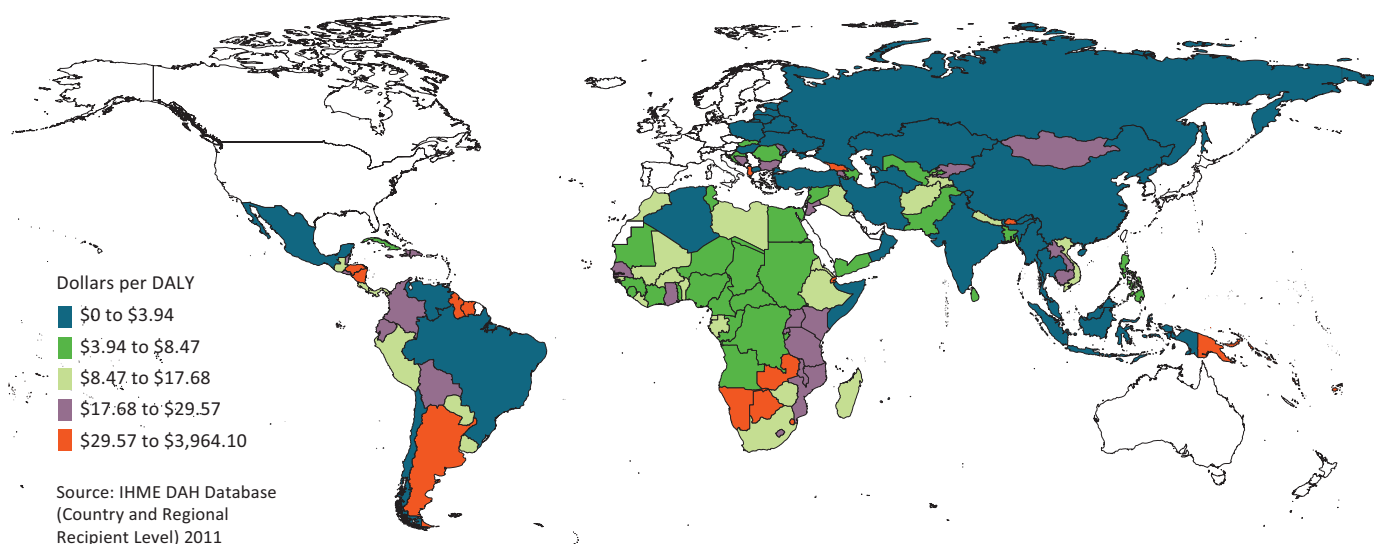 Dollars per DALY
$0 to $3.94
$3.94 to $8.47
$8.47 to $17.68
$17.68 to $29.57
$29.57 to $3,964.10
Source: IHME DAH Database
(Country and Regional
Recipient Level) 2011